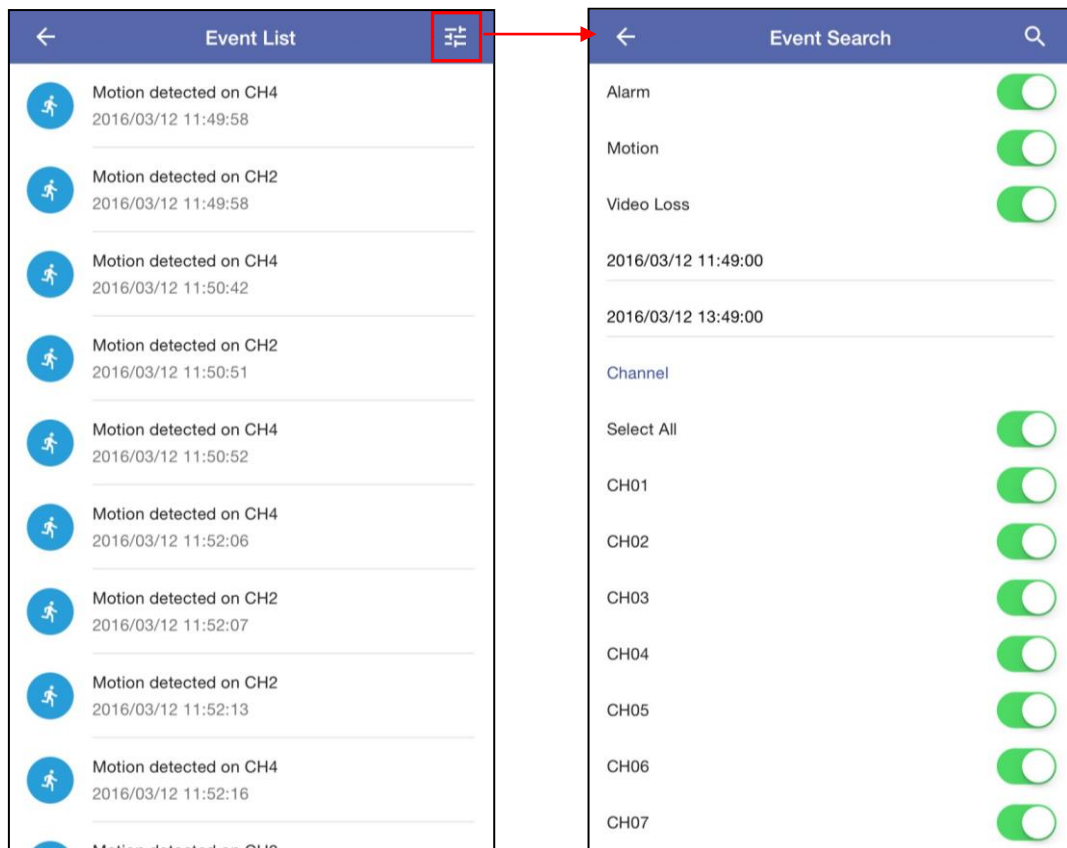 Event List
Motion detected on CH4
2016/03/12 11:49:58
Motion detected on CH2
2016/03/12 11:49:58
Motion detected on CH4
2016/03/12 11:50:42
Motion detected on CH2
2016/03/12 11:50:51
Motion detected on CH4
2016/03/12 11:50:52
Motion detected on CH4
2016/03/12 11:52:06
Motion detected on CH2
2016/03/12 11:52:07
Motion detected on CH2
2016/03/12 11:52:13
Motion detected on CH4
2016/03/12 11:52:16
Event Search
Alarm
Motion
Video Loss
2016/03/12 11:49:00
2016/03/12 13:49:00
Channel
Select All
CH01
CH02
CH03
CH04
CH05
CH06
CH07